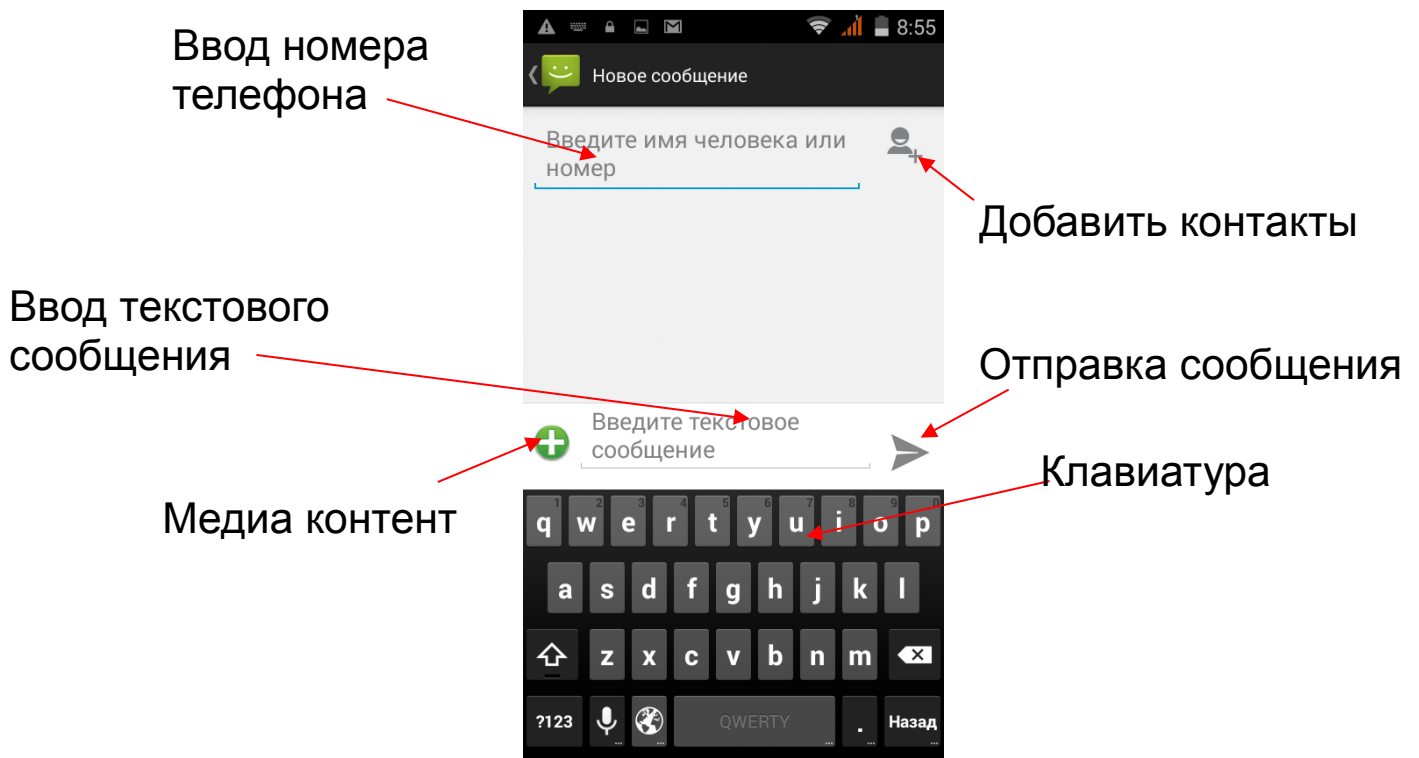 Ввод номера
телефона
8:55
Новое сообщение
Введите имя человека или
номер
Добавить контакты
Ввод текстового
сообщения
Отправка сообщения
Введите текстовое
сообщение
Клавиатура
Медиа контент
1 2 3 4 5 6 7 8 9 0
q w e r t y u i o p
a s d f g h j k l
z x c v b n m
?123 QWERTY . Назад